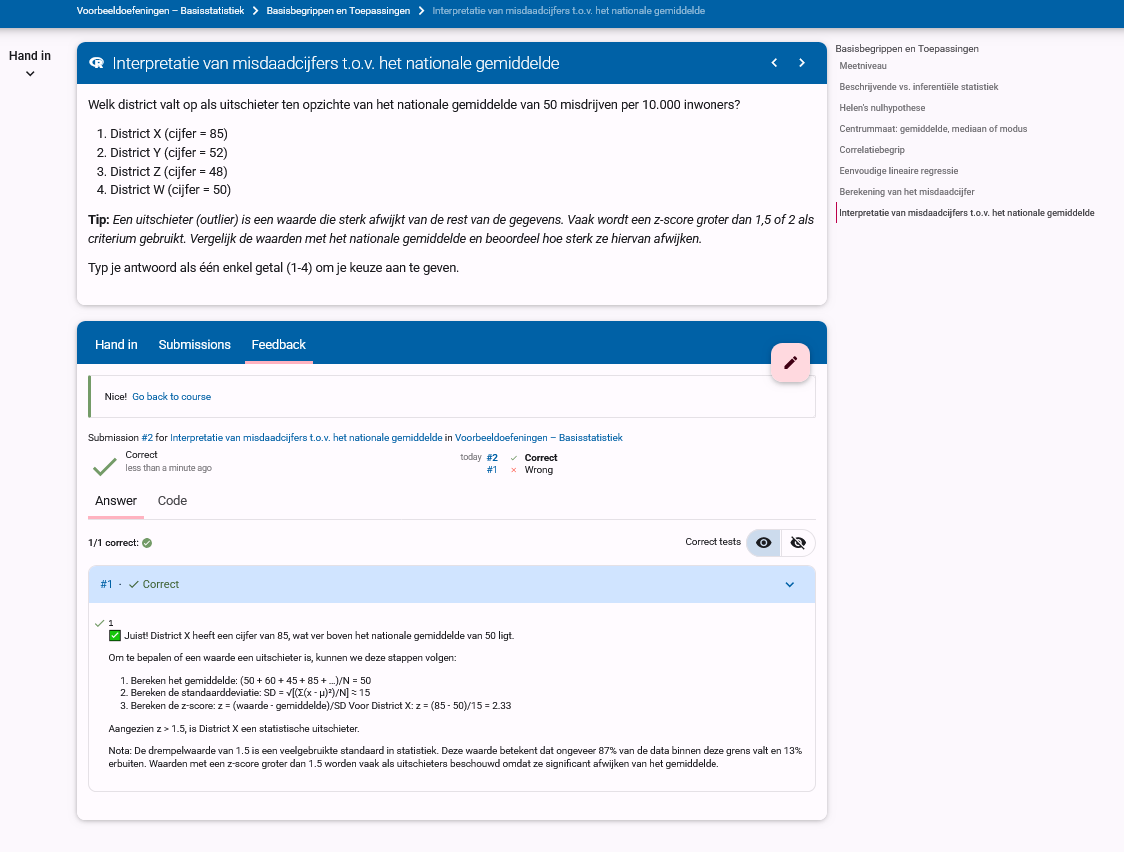 Voorbeeldoefeningen – Basisstatistiek > Basisbegrippen en Toepassingen > Interpretatie van misdaadcijfers t.o.v. het nationale gemiddelde
Hand in
Interpretatie van misdaadcijfers t.o.v. het nationale gemiddelde
Welk district valt op als uitschieter ten opzichte van het nationale gemiddelde van 50 misdrijven per 10.000 inwoners?
1. District X (cijfer = 85)
2. District Y (cijfer = 52)
3. District Z (cijfer = 48)
4. District W (cijfer = 50)
Tip: Een uitschieter (outlier) is een waarde die sterk afwijkt van de rest van de gegevens. Vaak wordt een z-score groter dan 1,5 of 2 als
criterium gebruikt. Vergelijk de waarden met het nationale gemiddelde en beoordeel hoe sterk ze hiervan afwijken.
Typ je antwoord als één enkel getal (1-4) om je keuze aan te geven.
Basisbegrippen en Toepassingen
Meetniveau
Beschrijvende vs. inferentiële statistiek
Helen's nulhypothese
Centrummaat: gemiddelde, mediaan of modus
Correlatiebegrip
Eenvoudige lineaire regressie
Berekening van het misdaadcijfer
Interpretatie van misdaadcijfers t.o.v. het nationale gemiddelde
Hand in Submissions Feedback
Nice! Go back to course
Submission #2 for Interpretatie van misdaadcijfers t.o.v. het nationale gemiddelde in Voorbeeldoefeningen – Basisstatistiek
Correct
less than a minute ago
today #2 ✓ Correct
#1 × Wrong
Answer Code
1/1 correct:
Correct tests
#1 · ✓ Correct
✓ 1
✅ Juist! District X heeft een cijfer van 85, wat ver boven het nationale gemiddelde van 50 ligt.
Om te bepalen of een waarde een uitschieter is, kunnen we deze stappen volgen:
1. Bereken het gemiddelde: (50 + 60 + 45 + 85 + ...)/N = 50
2. Bereken de standaarddeviatie: SD = √[(Σ(x - μ)²)/N] ≈ 15
3. Bereken de z-score: z = (waarde - gemiddelde)/SD Voor District X: z = (85 - 50)/15 = 2.33
Aangezien z > 1.5, is District X een statistische uitschieter.
Nota: De drempelwaarde van 1.5 is een veelgebruikte standaard in statistiek. Deze waarde betekent dat ongeveer 87% van de data binnen deze grens valt en 13%
erbuiten. Waarden met een z-score groter dan 1.5 worden vaak als uitschieters beschouwd omdat ze significant afwijken van het gemiddelde.